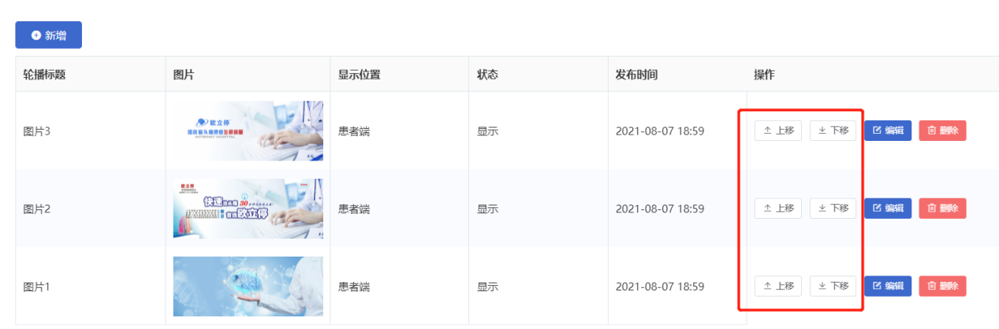 新增
轮播标题 图片 显示位置 状态 发布时间 操作
图片3 患者端 显示 2021-08-07 18:59 上移 下移 编辑 删除
欧立停
INTERNET HOSPITAL
图片2 患者端 显示 2021-08-07 18:59 上移 下移 编辑 删除
欧立停
快速 30
欧立停
图片1 患者端 显示 2021-08-07 18:59 上移 下移 编辑 删除